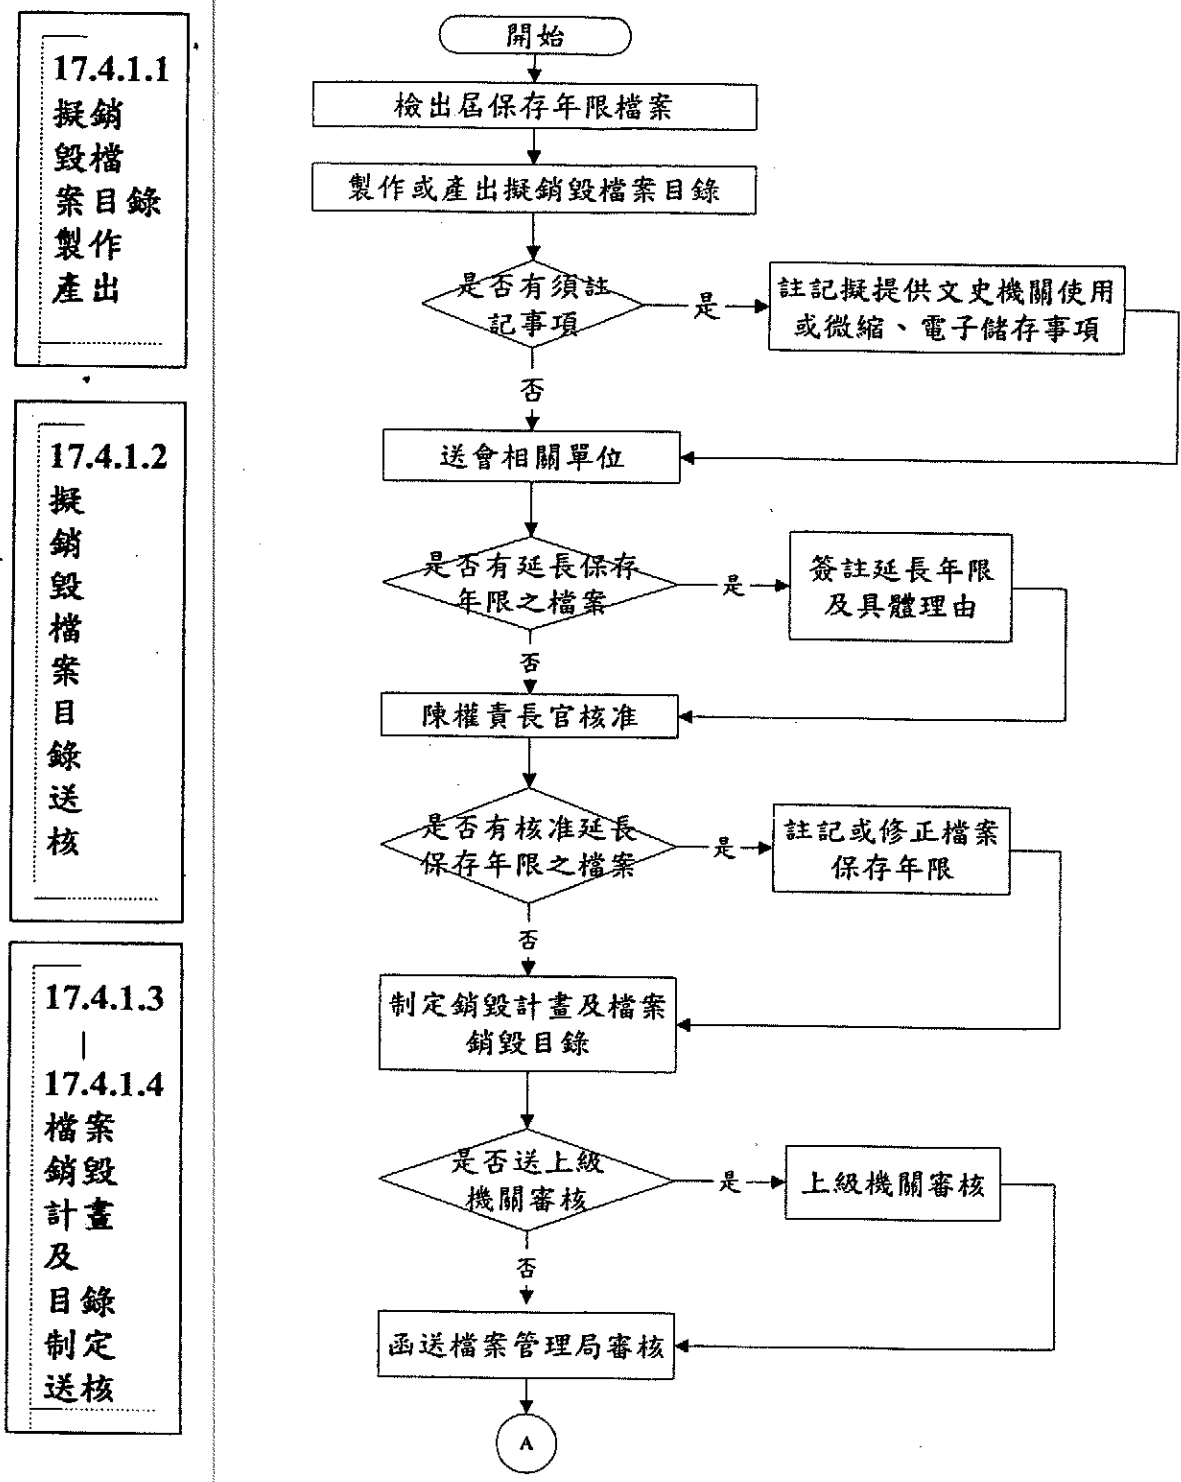 17.4.1.1
擬銷
毀檔
案目錄
製作
產出
17.4.1.2
擬
銷
毀
檔
案
目
錄
送
核
17.4.1.3
|
17.4.1.4
檔案
銷毀
計畫
及
目錄
制定
送核
開始
檢出屆保存年限檔案
製作或產出擬銷毀檔案目錄
是否有須註
記事項
是
註記擬提供文史機關使用
或微縮、電子儲存事項
否
送會相關單位
是否有延長保存
年限之檔案
是
簽註延長年限
及具體理由
否
陳權責長官核准
是否有核准延長
保存年限之檔案
是
註記或修正檔案
保存年限
否
制定銷毀計畫及檔案
銷毀目錄
是否送上級
機關審核
是
上級機關審核
否
函送檔案管理局審核
A